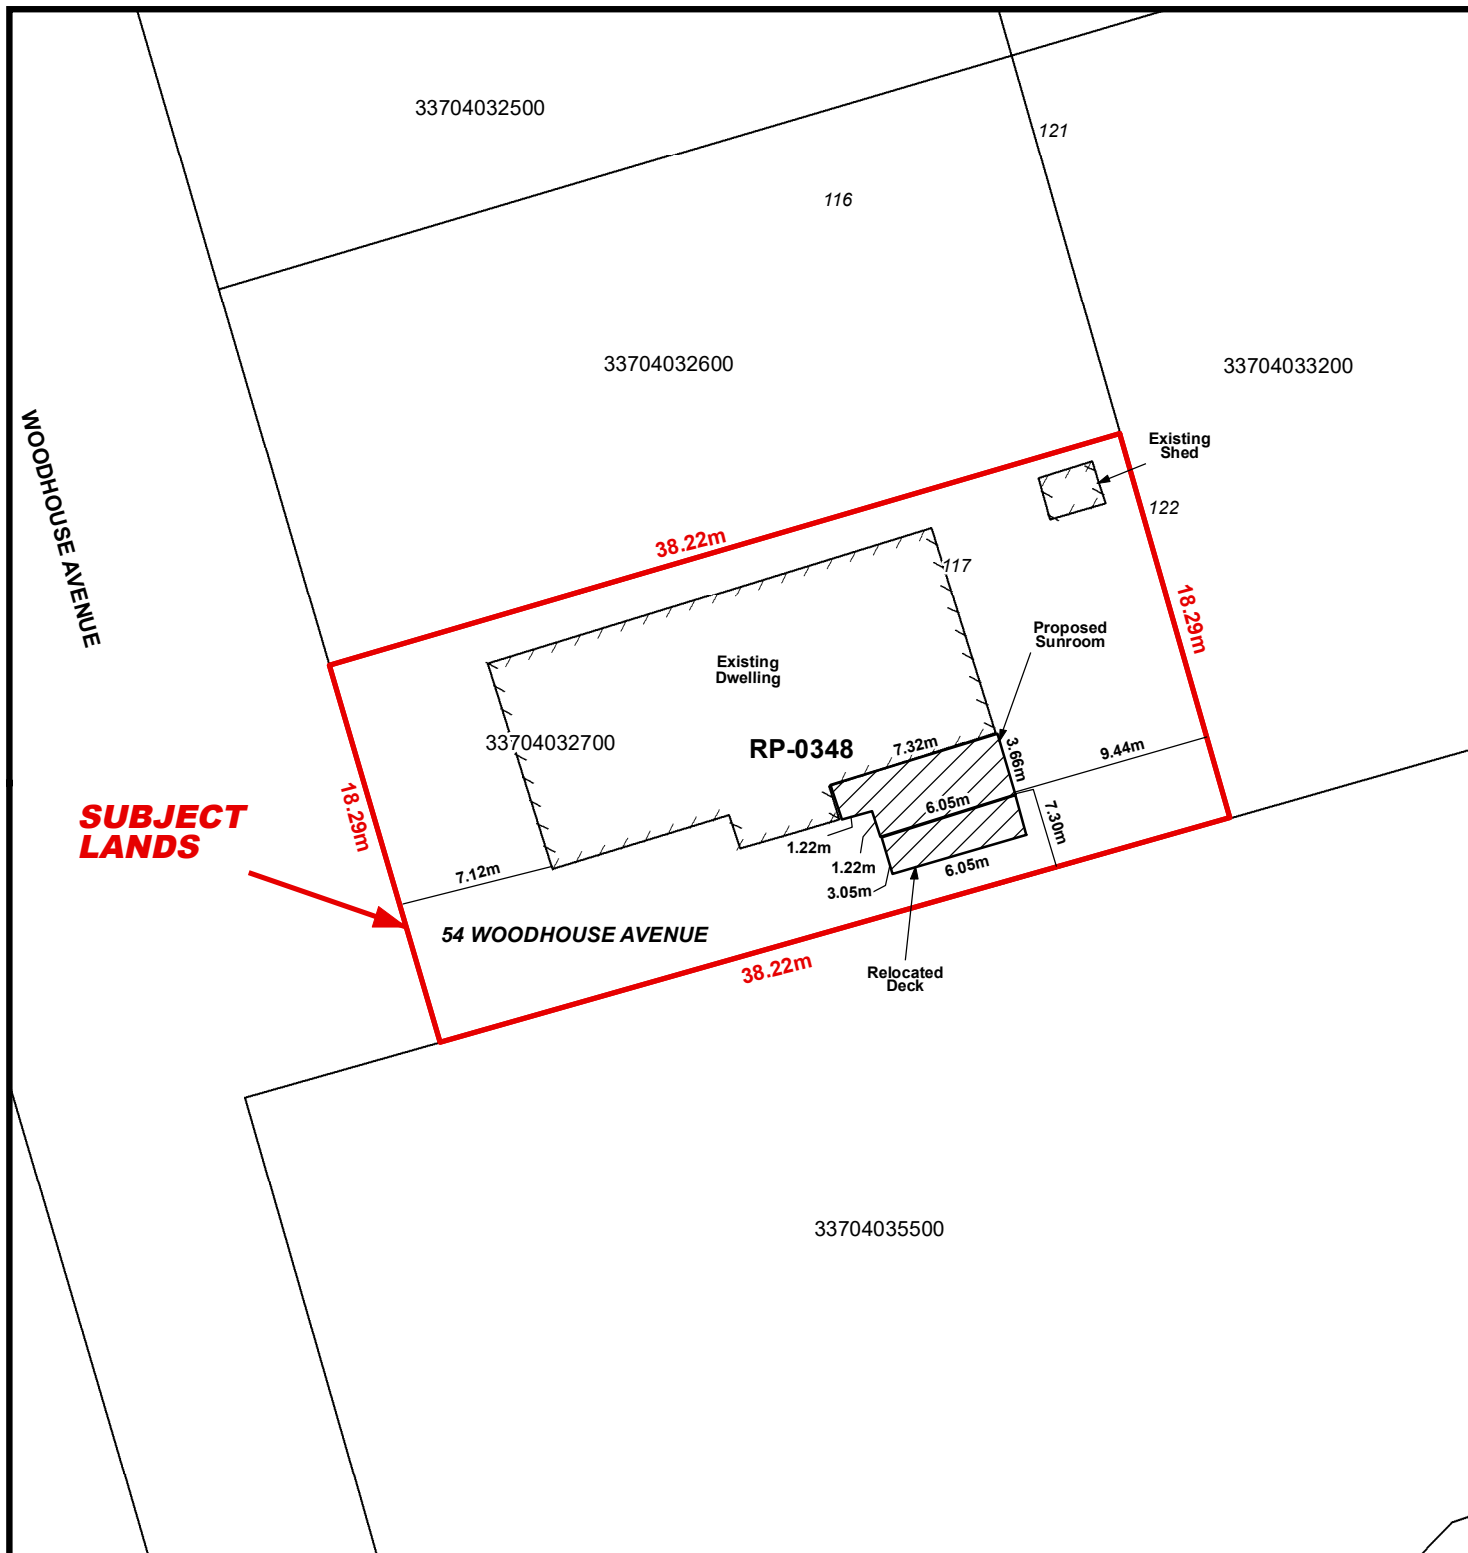 33704032500
121
116
33704032600
33704033200
WOODHOUSE AVENUE
Existing
Shed
122
38.22m
117
18.29m
Proposed
Sunroom
Existing
Dwelling
33704032700
RP-0348
7.32m
3.66m
9.44m
18.29m
SUBJECT
LANDS
6.05m
7.30m
1.22m
1.22m
7.12m
3.05m
6.05m
54 WOODHOUSE AVENUE
38.22m
Relocated
Deck
33704035500